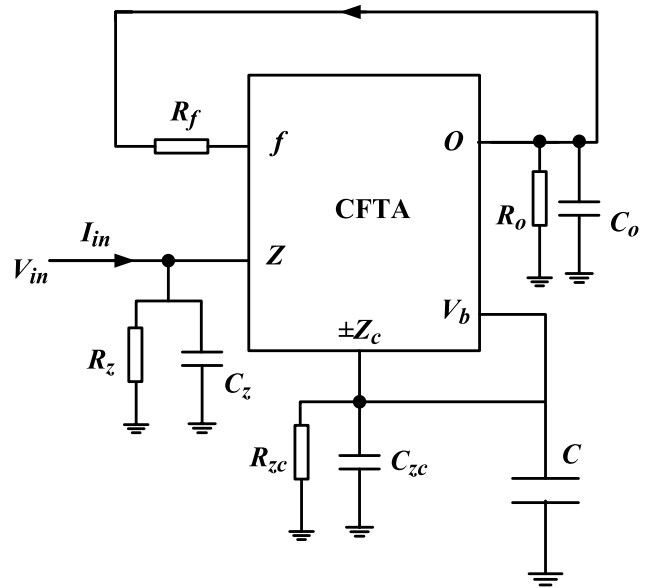 R_f
f
O
CFTA
R_o
C_o
I_in
V_in
Z
V_b
±Z_c
R_z
C_z
R_zc
C_zc
C